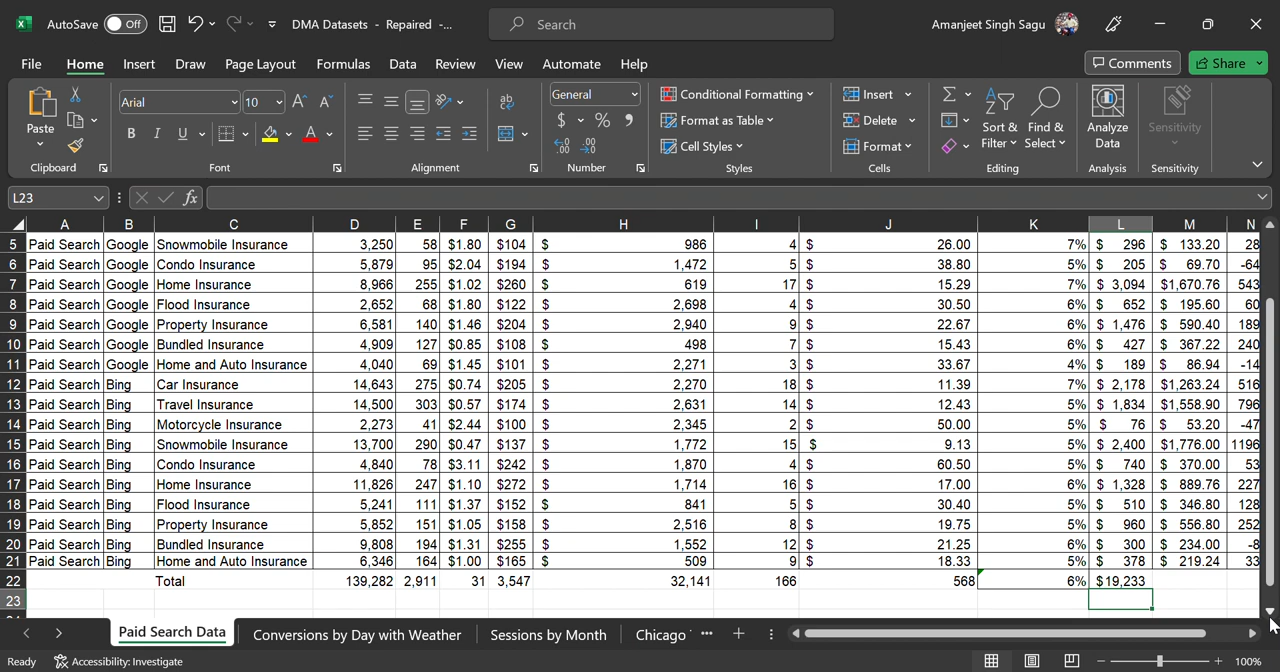 AutoSave Off DMA Datasets - Repaired -... Search Amanjeet Singh Sagu
File Home Insert Draw Page Layout Formulas Data Review View Automate Help Comments Share
Arial 10 General Conditional Formatting Insert
Paste Format as Table Delete Sort & Filter Find & Select Analyze Data Sensitivity
Cell Styles Format
Clipboard Font Alignment Number Styles Cells Editing Analysis Sensitivity
L23 fx
A B C D E F G H I J K L M N
5 Paid Search Google Snowmobile Insurance 3,250 58 $1.80 $104 $ 986 4 $ 26.00 7% $ 296 $ 133.20 28
6 Paid Search Google Condo Insurance 5,879 95 $2.04 $194 $ 1,472 5 $ 38.80 5% $ 205 $ 69.70 -64
7 Paid Search Google Home Insurance 8,966 255 $1.02 $260 $ 619 17 $ 15.29 7% $ 3,094 $1,670.76 543
8 Paid Search Google Flood Insurance 2,652 68 $1.80 $122 $ 2,698 4 $ 30.50 6% $ 652 $ 195.60 60
9 Paid Search Google Property Insurance 6,581 140 $1.46 $204 $ 2,940 9 $ 22.67 6% $ 1,476 $ 590.40 189
10 Paid Search Google Bundled Insurance 4,909 127 $0.85 $108 $ 498 7 $ 15.43 6% $ 427 $ 367.22 240
11 Paid Search Google Home and Auto Insurance 4,040 69 $1.45 $101 $ 2,271 3 $ 33.67 4% $ 189 $ 86.94 -14
12 Paid Search Bing Car Insurance 14,643 275 $0.74 $205 $ 2,270 18 $ 11.39 7% $ 2,178 $1,263.24 516
13 Paid Search Bing Travel Insurance 14,500 303 $0.57 $174 $ 2,631 14 $ 12.43 5% $ 1,834 $1,558.90 796
14 Paid Search Bing Motorcycle Insurance 2,273 41 $2.44 $100 $ 2,345 2 $ 50.00 5% $ 76 $ 53.20 -47
15 Paid Search Bing Snowmobile Insurance 13,700 290 $0.47 $137 $ 1,772 15 $ 9.13 5% $ 2,400 $1,776.00 1196
16 Paid Search Bing Condo Insurance 4,840 78 $3.11 $242 $ 1,870 4 $ 60.50 5% $ 740 $ 370.00 53
17 Paid Search Bing Home Insurance 11,826 247 $1.10 $272 $ 1,714 16 $ 17.00 6% $ 1,328 $ 889.76 227
18 Paid Search Bing Flood Insurance 5,241 111 $1.37 $152 $ 841 5 $ 30.40 5% $ 510 $ 346.80 128
19 Paid Search Bing Property Insurance 5,852 151 $1.05 $158 $ 2,516 8 $ 19.75 5% $ 960 $ 556.80 252
20 Paid Search Bing Bundled Insurance 9,808 194 $1.31 $255 $ 1,552 12 $ 21.25 6% $ 300 $ 234.00 -8
21 Paid Search Bing Home and Auto Insurance 6,346 164 $1.00 $165 $ 509 9 $ 18.33 5% $ 378 $ 219.24 33
22 Total 139,282 2,911 31 3,547 32,141 166 568 6% $19,233
23
Paid Search Data Conversions by Day with Weather Sessions by Month Chicago ...
Ready Accessibility: Investigate 100%